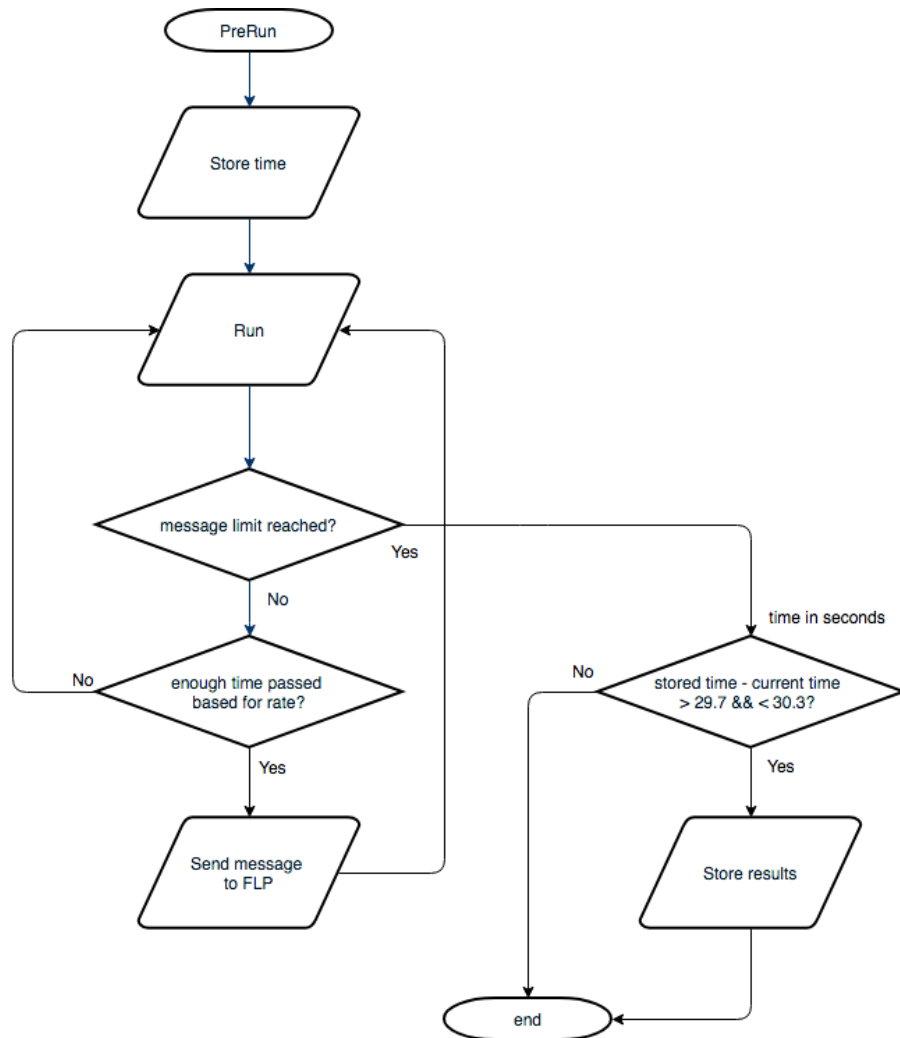 PreRun
Store time
Run
message limit reached?
Yes
No
time in seconds
enough time passed
based for rate?
No
Yes
stored time - current time
> 29.7 && < 30.3?
No
Yes
Send message
to FLP
Store results
end